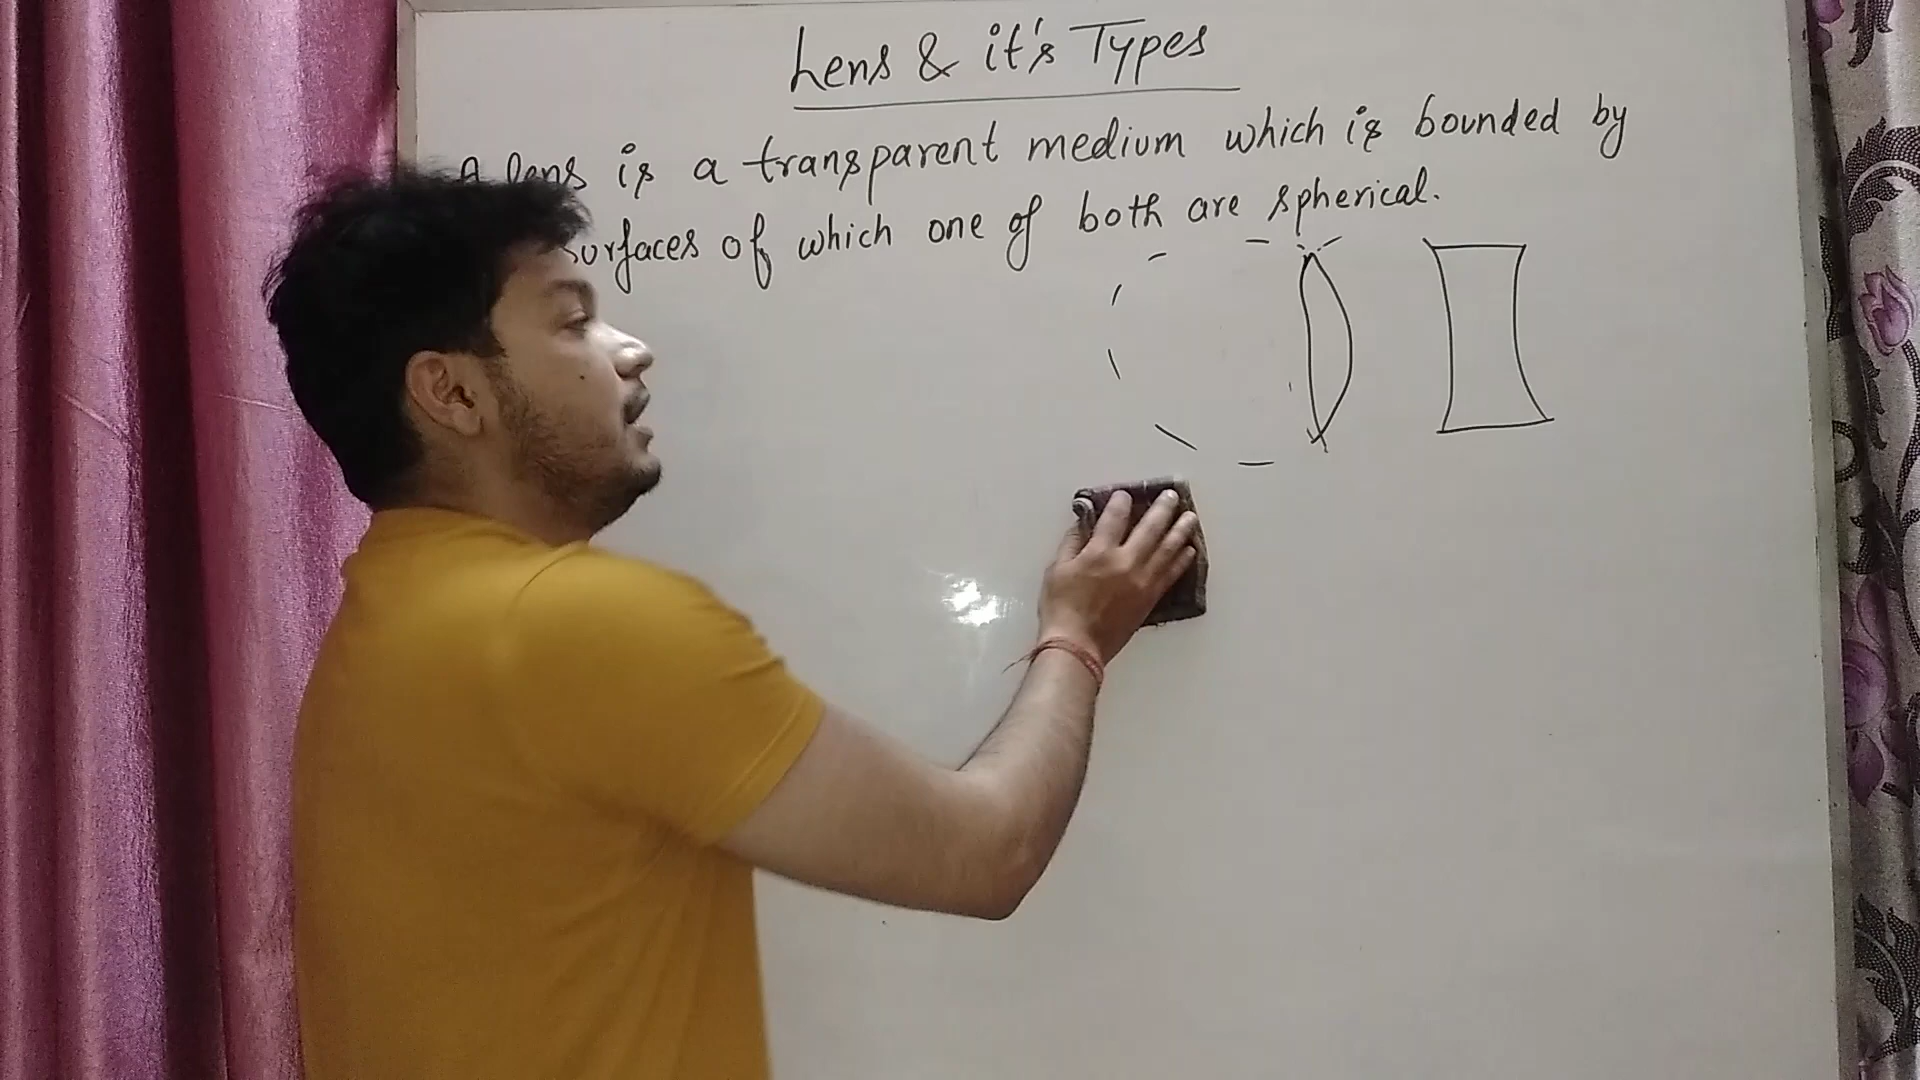 Lens & it's Types
A lens is a transparent medium which is bounded by
surfaces of which one of both are spherical.